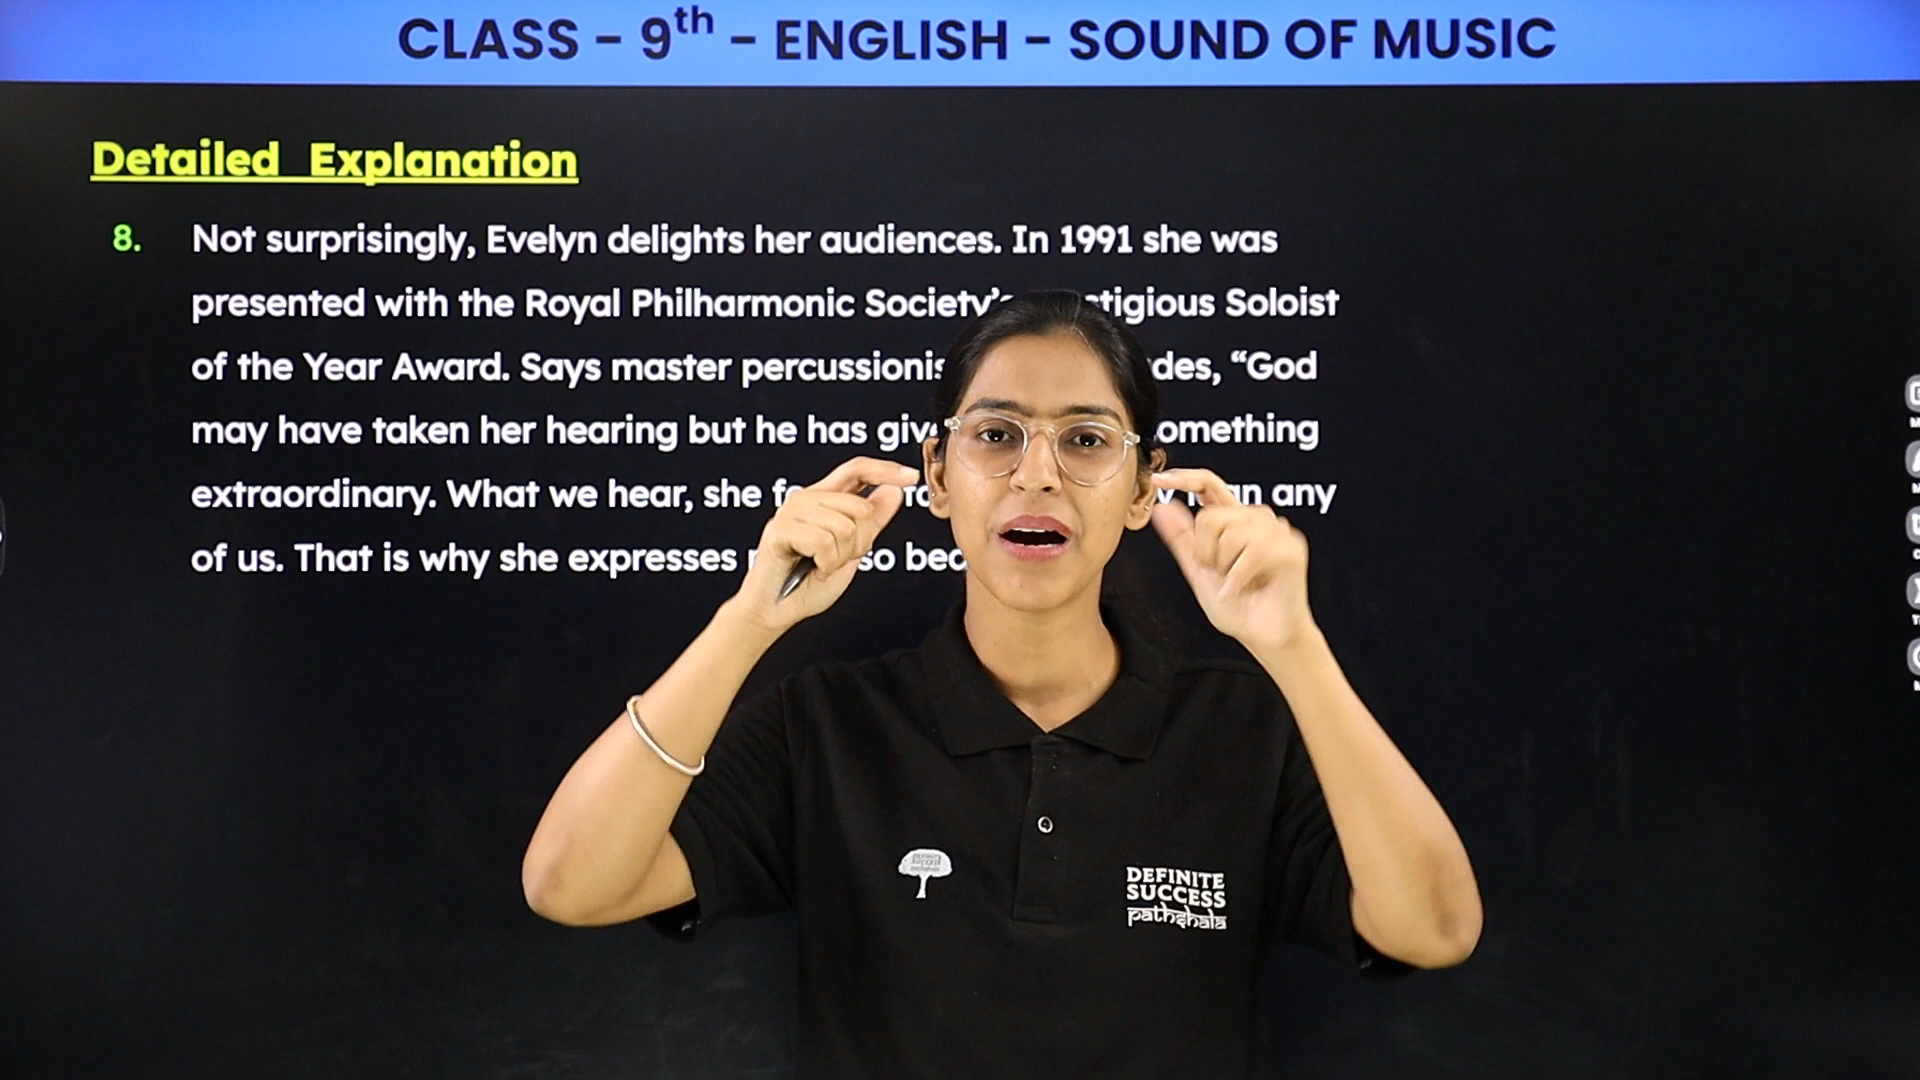 CLASS - 9th - ENGLISH - SOUND OF MUSIC
Detailed Explanation
8. Not surprisingly, Evelyn delights her audiences. In 1991 she was
presented with the Royal Philharmonic Society's tigious Soloist
of the Year Award. Says master percussionis des, “God
may have taken her hearing but he has giv omething
extraordinary. What we hear, she an any
of us. That is why she expresses so bea
DEFINITE
SUCCESS
pathshala